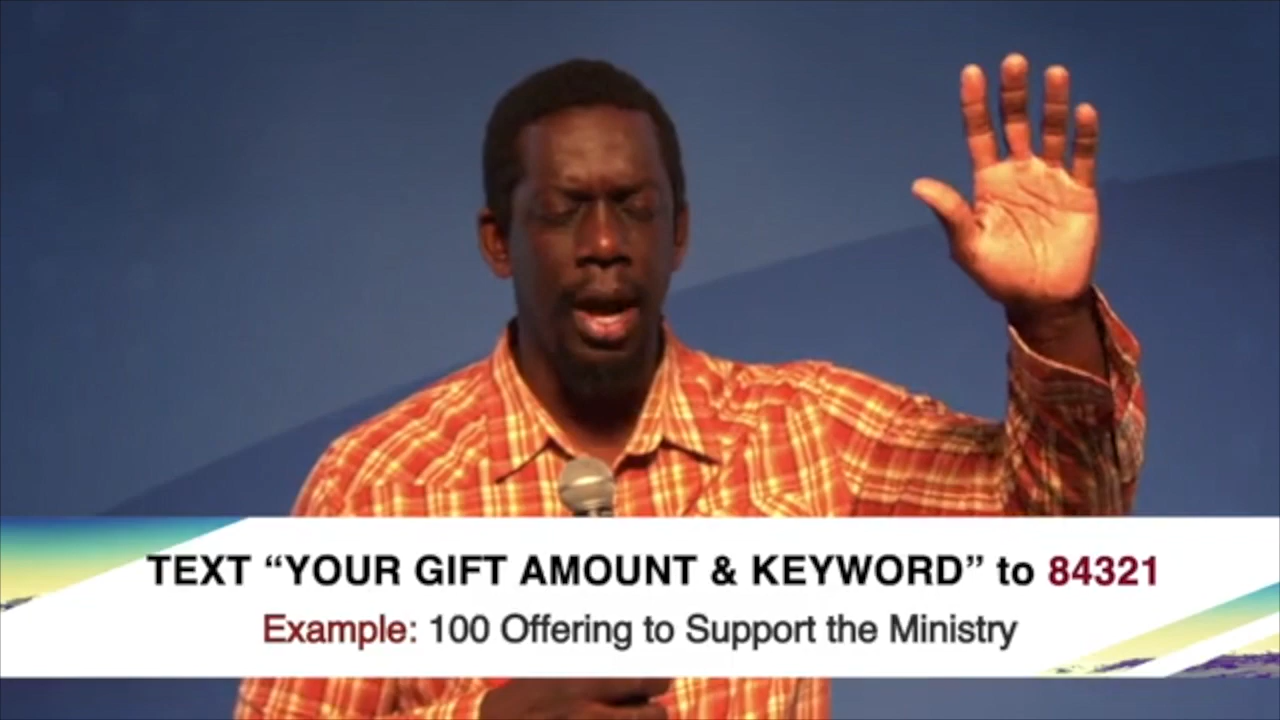 TEXT “YOUR GIFT AMOUNT & KEYWORD” to 84321
Example: 100 Offering to Support the Ministry